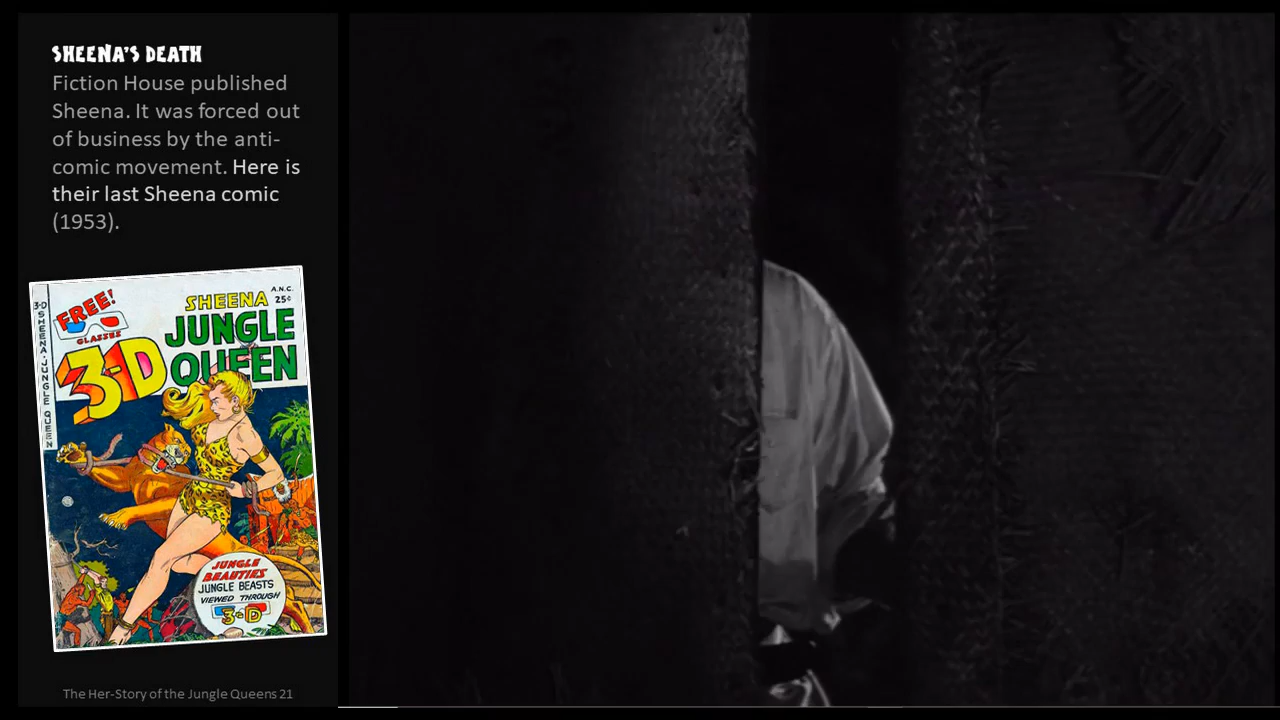 SHEENA'S DEATH
Fiction House published
Sheena. It was forced out
of business by the anti-
comic movement. Here is
their last Sheena comic
(1953).
3-D SHEENA, JUNGLE QUEEN
FREE!
GLASSES
3-D
A.N.C.
25¢
SHEENA
JUNGLE
QUEEN
JUNGLE
BEAUTIES
JUNGLE BEASTS
VIEWED THROUGH
3-D
The Her-Story of the Jungle Queens 21